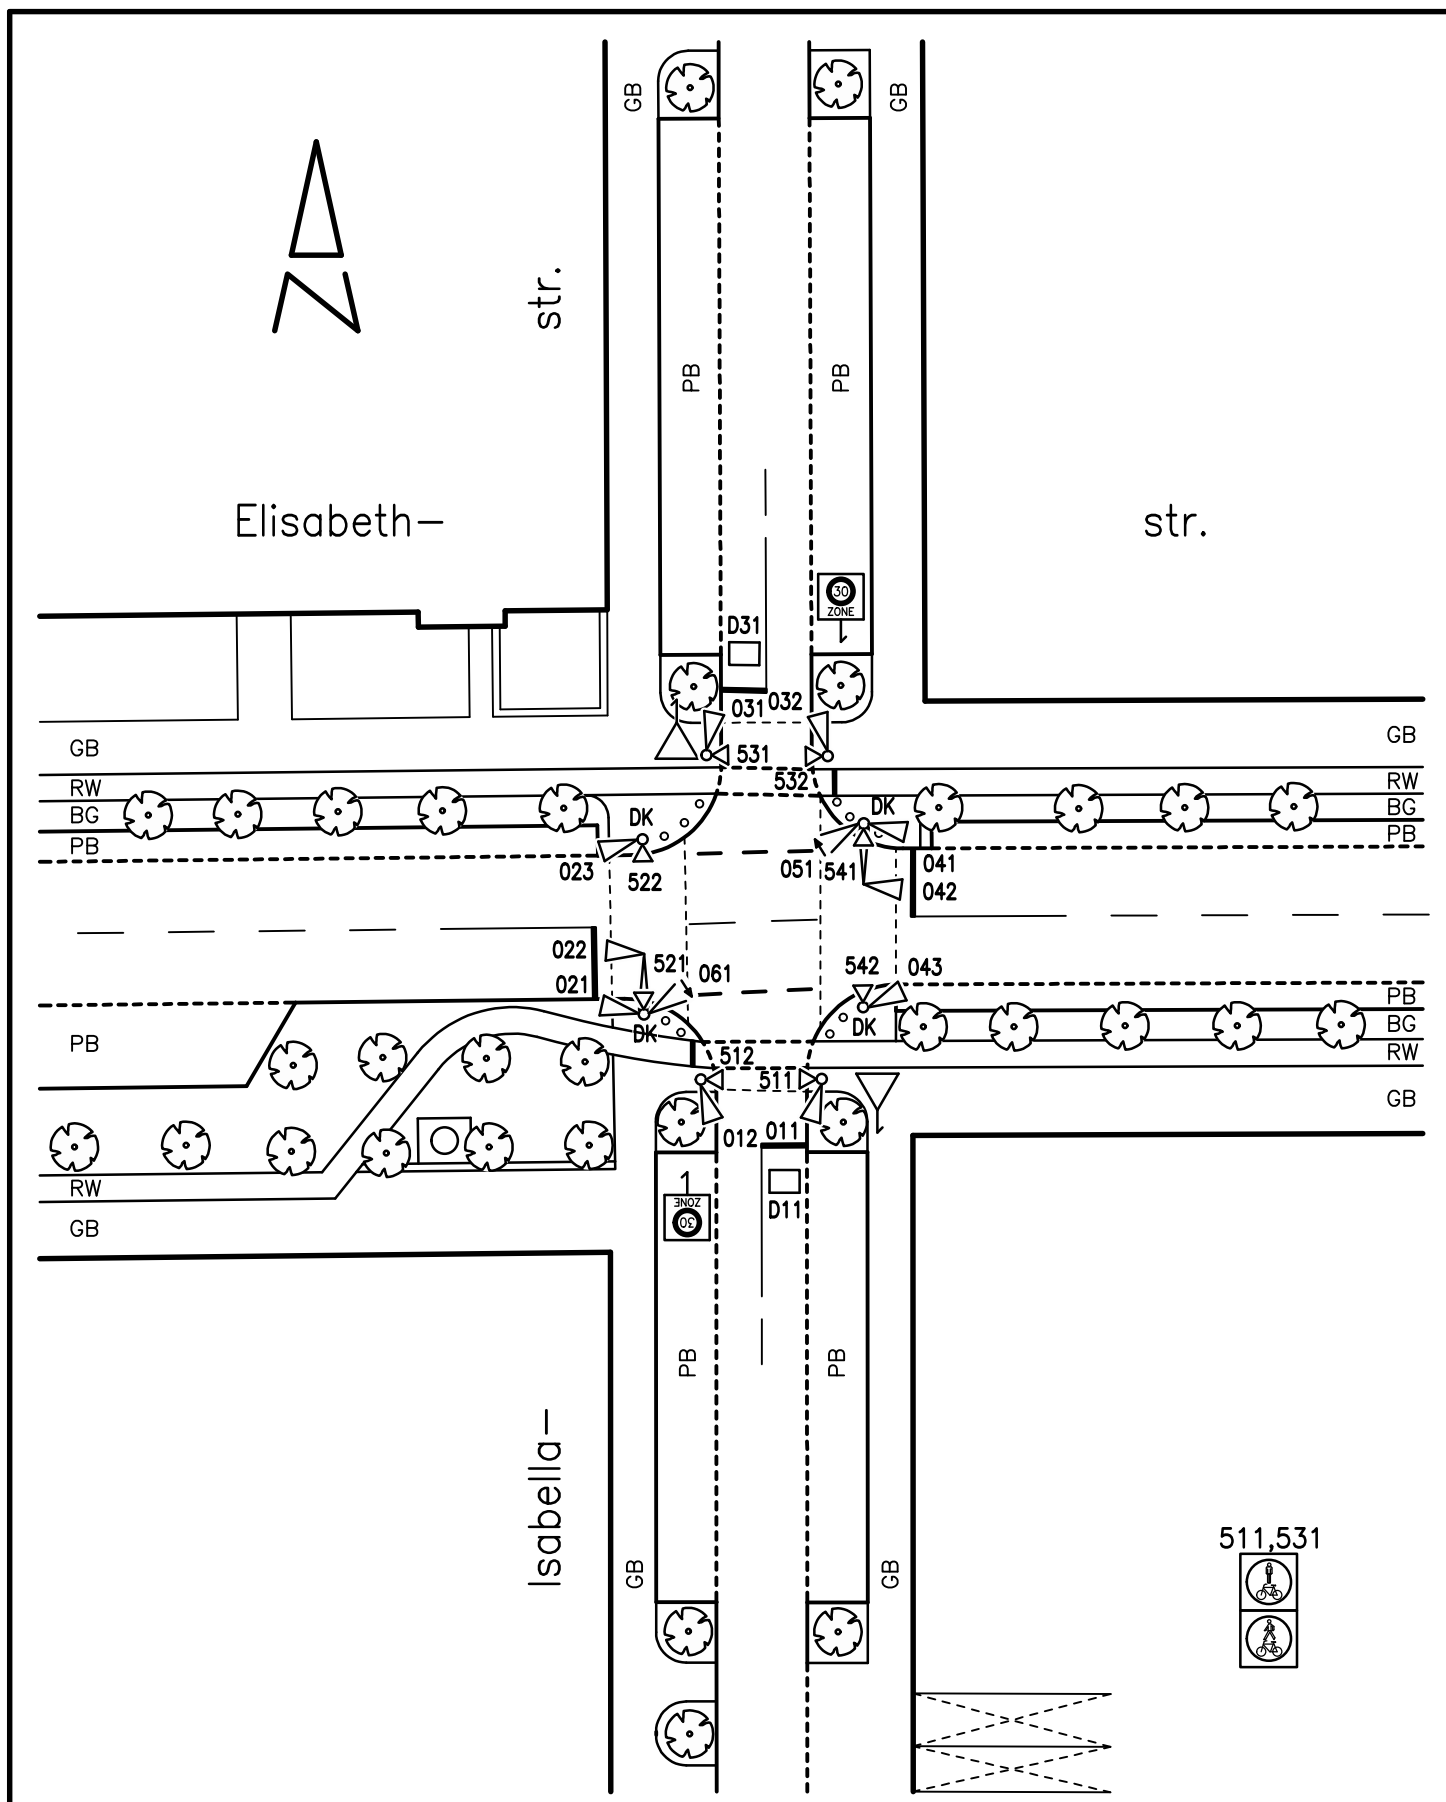 GB
GB
str.
PB
PB
Elisabeth-
str.
30
ZONE
D31
031
032
GB
531
GB
RW
532
RW
BG
DK
DK
BG
PB
PB
023
522
051
541
041
042
022
521
061
542
043
021
PB
DK
DK
BG
PB
RW
512
511
GB
012
011
RW
30
ZONE
D11
GB
PB
PB
Isabella-
GB
GB
511,531